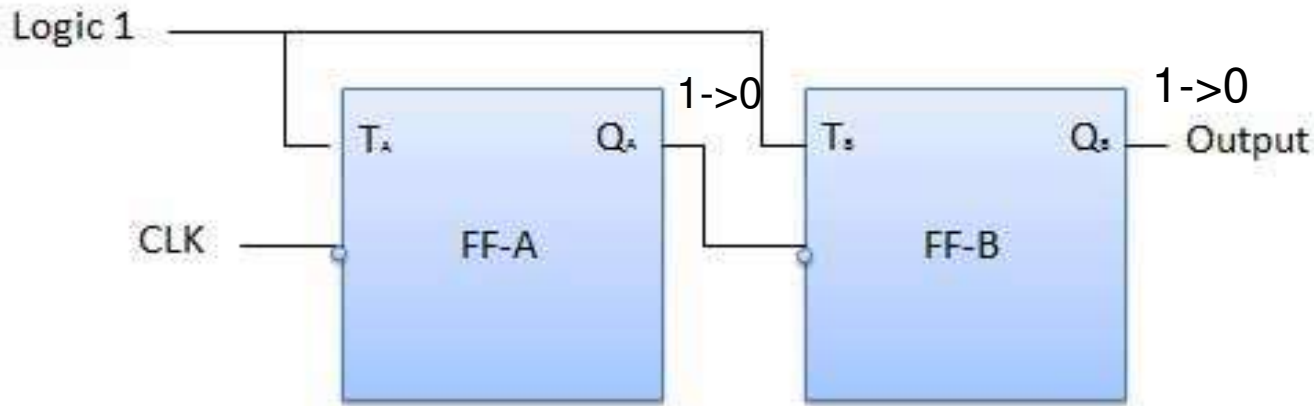 Logic 1
1->0
1->0
TA
QA
TB
QB
Output
CLK
FF-A
FF-B